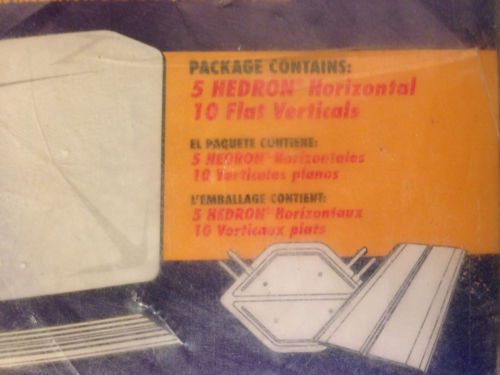 PACKAGE CONTAINS:
5 HEDRON® Horizontal
10 Flat Verticals
EL PAQUETE CONTIENE:
5 HEDRON® Horizontales
10 Verticales planos
L'EMBALLAGE CONTIENT:
5 HEDRON® Horizontaux
10 Verticaux plats